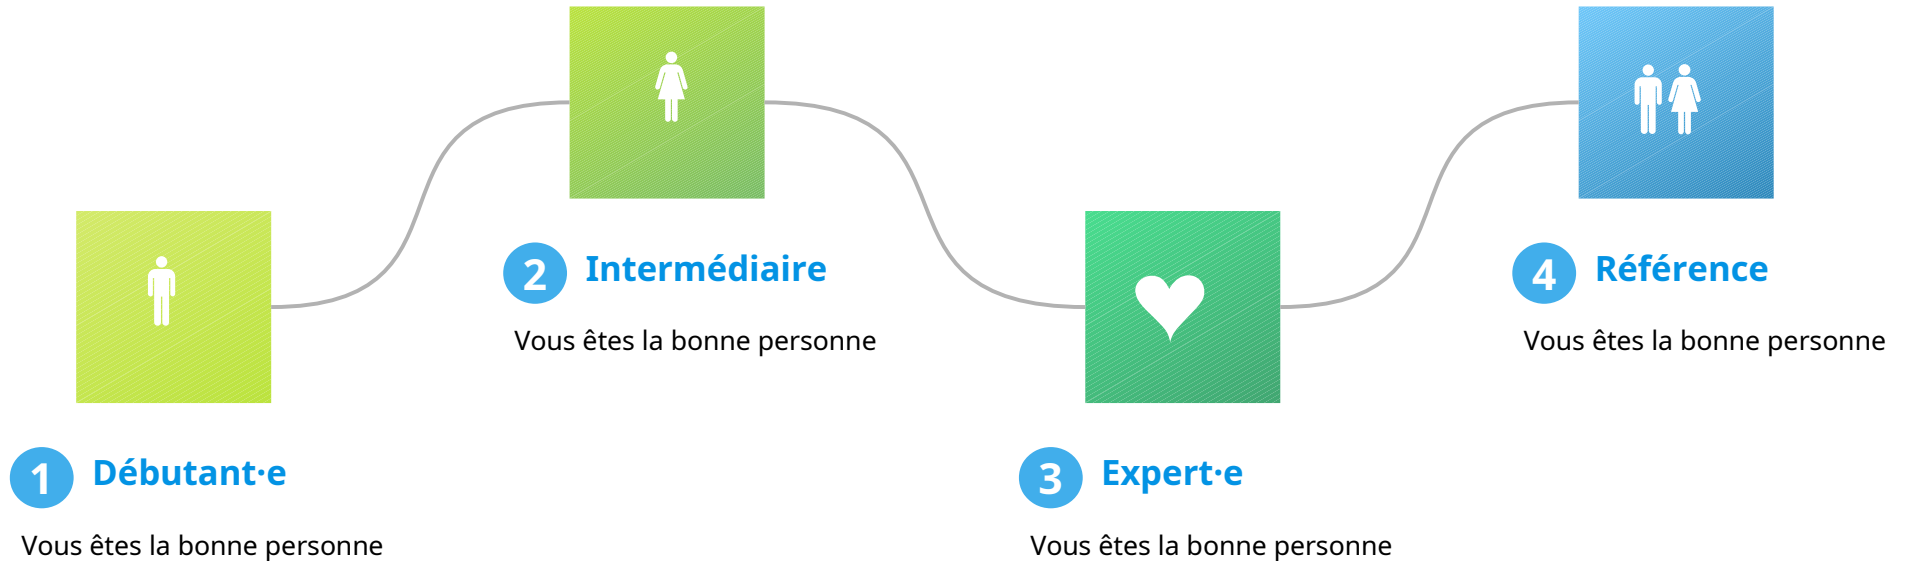 1 Débutant·e
Vous êtes la bonne personne
2 Intermédiaire
Vous êtes la bonne personne
3 Expert·e
Vous êtes la bonne personne
4 Référence
Vous êtes la bonne personne